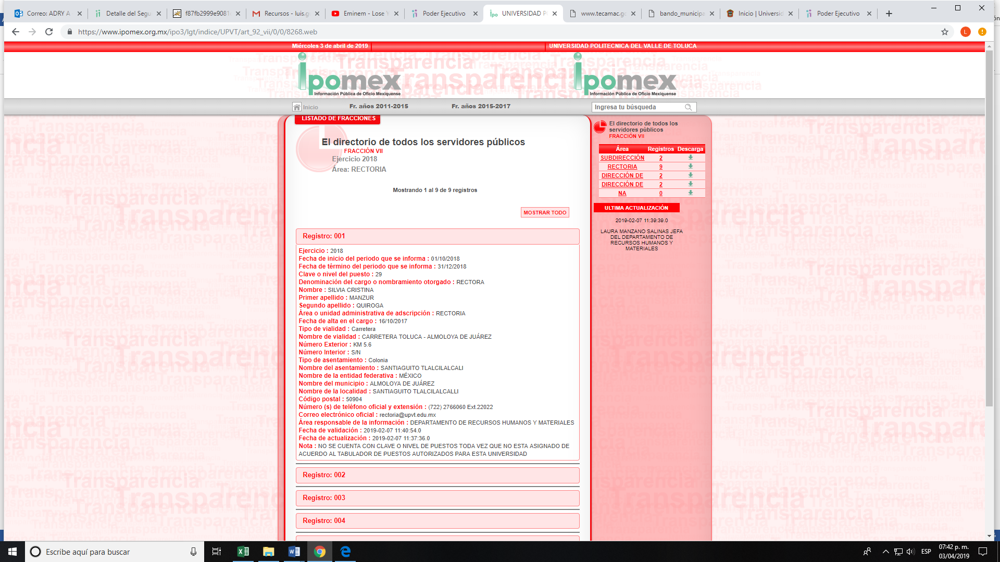 Correo: ADRY A
Detalle del Segu
f87fb2999e9081
Recursos - luis.g
Eminem - Lose Y
Poder Ejecutivo
UNIVERSIDAD P
www.tecamac.go
bando_municipa
Inicio | Universid
Poder Ejecutivo
https://www.ipomex.org.mx/ipo3/lgt/indice/UPVT/art_92_vii/0/0/8268.web
L
Miércoles 3 de abril de 2019
UNIVERSIDAD POLITECNICA DEL VALLE DE TOLUCA
Transparencia
ipomex
Información Pública de Oficio Mexiquense
ipomex
Información Pública de Oficio Mexiquense
Inicio
Fr. años 2011-2015
Fr. años 2015-2017
Ingresa tu búsqueda
LISTADO DE FRACCIONES
El directorio de todos los servidores públicos
FRACCIÓN VII
Ejercicio 2018
Área: RECTORIA
Mostrando 1 al 9 de 9 registros
MOSTRAR TODO
Registro: 001
Ejercicio : 2018
Fecha de inicio del periodo que se informa : 01/10/2018
Fecha de término del periodo que se informa : 31/12/2018
Clave o nivel del puesto : 29
Denominación del cargo o nombramiento otorgado : RECTORA
Nombre : SILVIA CRISTINA
Primer apellido : MANZUR
Segundo apellido : QUIROGA
Área o unidad administrativa de adscripción : RECTORIA
Fecha de alta en el cargo : 16/10/2017
Tipo de vialidad : Carretera
Nombre de vialidad : CARRETERA TOLUCA - ALMOLOYA DE JUÁREZ
Número Exterior : KM 5.6
Número Interior : S/N
Tipo de asentamiento : Colonia
Nombre del asentamiento : SANTIAGUITO TLALCILALCALI
Nombre de la entidad federativa : MÉXICO
Nombre del municipio : ALMOLOYA DE JUÁREZ
Nombre de la localidad : SANTIAGUITO TLALCILALCALLI
Código postal : 50904
Número (s) de teléfono oficial y extensión : (722) 2766060 Ext.22022
Correo electrónico oficial : rectoria@upvt.edu.mx
Área responsable de la información : DEPARTAMENTO DE RECURSOS HUMANOS Y MATERIALES
Fecha de validación : 2019-02-07 11:40:54.0
Fecha de actualización : 2019-02-07 11:37:36.0
Nota : NO SE CUENTA CON CLAVE O NIVEL DE PUESTOS TODA VEZ QUE NO ESTA ASIGNADO DE
ACUERDO AL TABULADOR DE PUESTOS AUTORIZADOS PARA ESTA UNIVERSIDAD
Registro: 002
Registro: 003
Registro: 004
El directorio de todos los
servidores públicos
FRACCIÓN VII
Área Registros Descarga
SUBDIRECCIÓN 2
RECTORIA 9
DIRECCIÓN DE 2
DIRECCIÓN DE 2
NA 0
ULTIMA ACTUALIZACIÓN
2019-02-07 11:39:39.0
LAURA MANZANO SALINAS JEFA
DEL DEPARTAMENTO DE
RECURSOS HUMANOS Y
MATERIALES
Escribe aquí para buscar
ESP
07:42 p. m.
03/04/2019